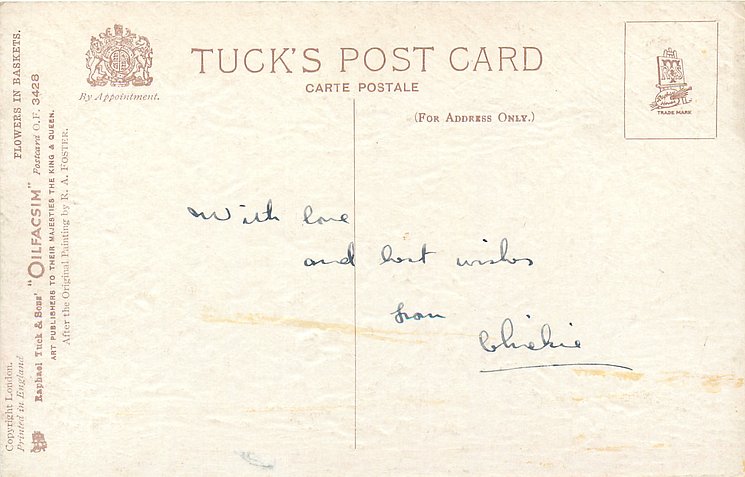 TUCK'S POST CARD
CARTE POSTALE
By Appointment.
(FOR ADDRESS ONLY.)
TRADE MARK
FLOWERS IN BASKETS.
Raphael Tuck & Sons' "OILFACSIM" Postcard O.F. 3428
ART PUBLISHERS TO THEIR MAJESTIES THE KING & QUEEN.
After the Original Painting by R. A. FOSTER.
Copyright London.
Printed in England
With love
and best wishes
from
Chickie